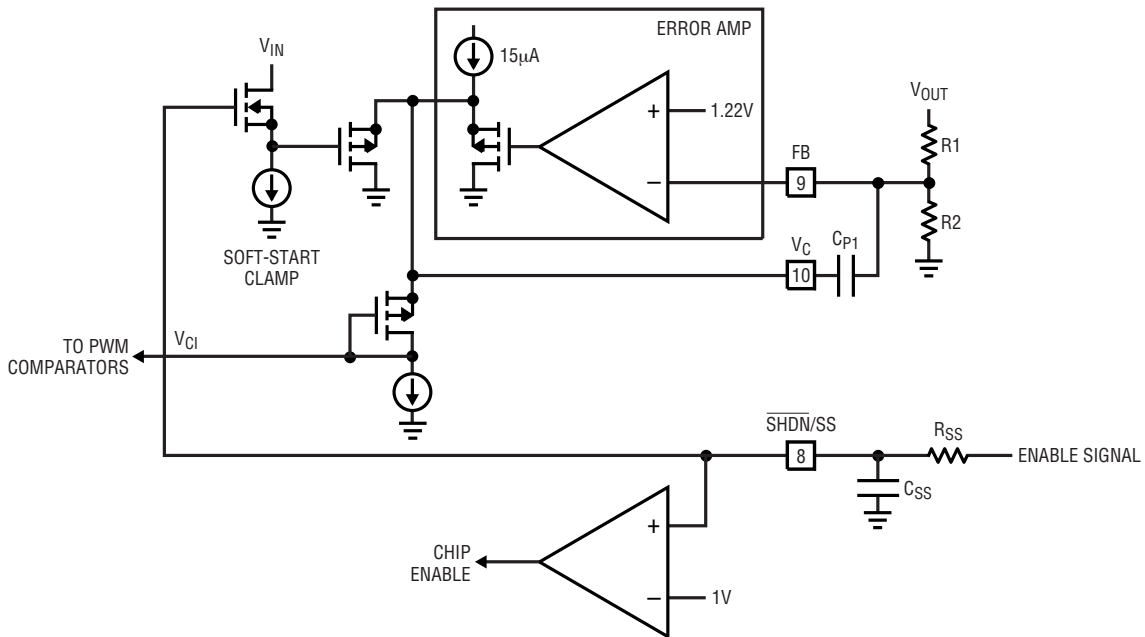 ERROR AMP
VIN
15µA
+
1.22V
VOUT
R1
FB
9
–
R2
VC
CP1
10
SOFT-START
CLAMP
VCI
TO PWM
COMPARATORS
SHDN/SS
RSS
8
ENABLE SIGNAL
CSS
+
CHIP
ENABLE
–
1V